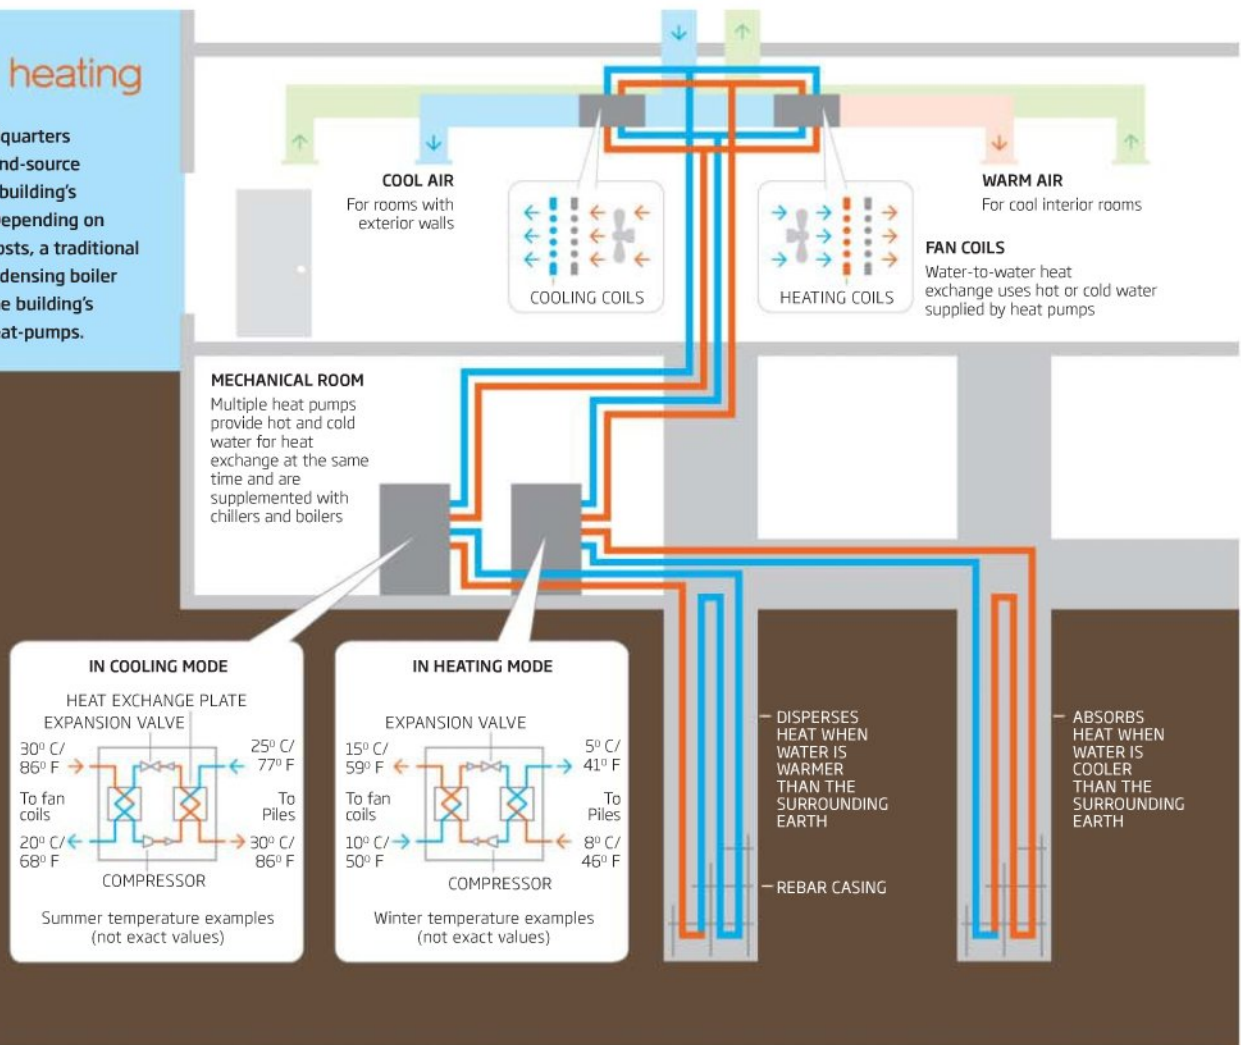 heating
quarters
nd-source
building's
epending on
osts, a traditional
densing boiler
ne building's
at-pumps.
COOL AIR
For rooms with
exterior walls
COOLING COILS
HEATING COILS
WARM AIR
For cool interior rooms
FAN COILS
Water-to-water heat
exchange uses hot or cold water
supplied by heat pumps
MECHANICAL ROOM
Multiple heat pumps
provide hot and cold
water for heat
exchange at the same
time and are
supplemented with
chillers and boilers
IN COOLING MODE
HEAT EXCHANGE PLATE
EXPANSION VALVE
30º C/
86º F
25º C/
77º F
To fan
coils
To
Piles
20º C/
68º F
30º C/
86º F
COMPRESSOR
Summer temperature examples
(not exact values)
IN HEATING MODE
EXPANSION VALVE
15º C/
59º F
5º C/
41º F
To fan
coils
To
Piles
10º C/
50º F
8º C/
46º F
COMPRESSOR
Winter temperature examples
(not exact values)
DISPERSES
HEAT WHEN
WATER IS
WARMER
THAN THE
SURROUNDING
EARTH
REBAR CASING
ABSORBS
HEAT WHEN
WATER IS
COOLER
THAN THE
SURROUNDING
EARTH